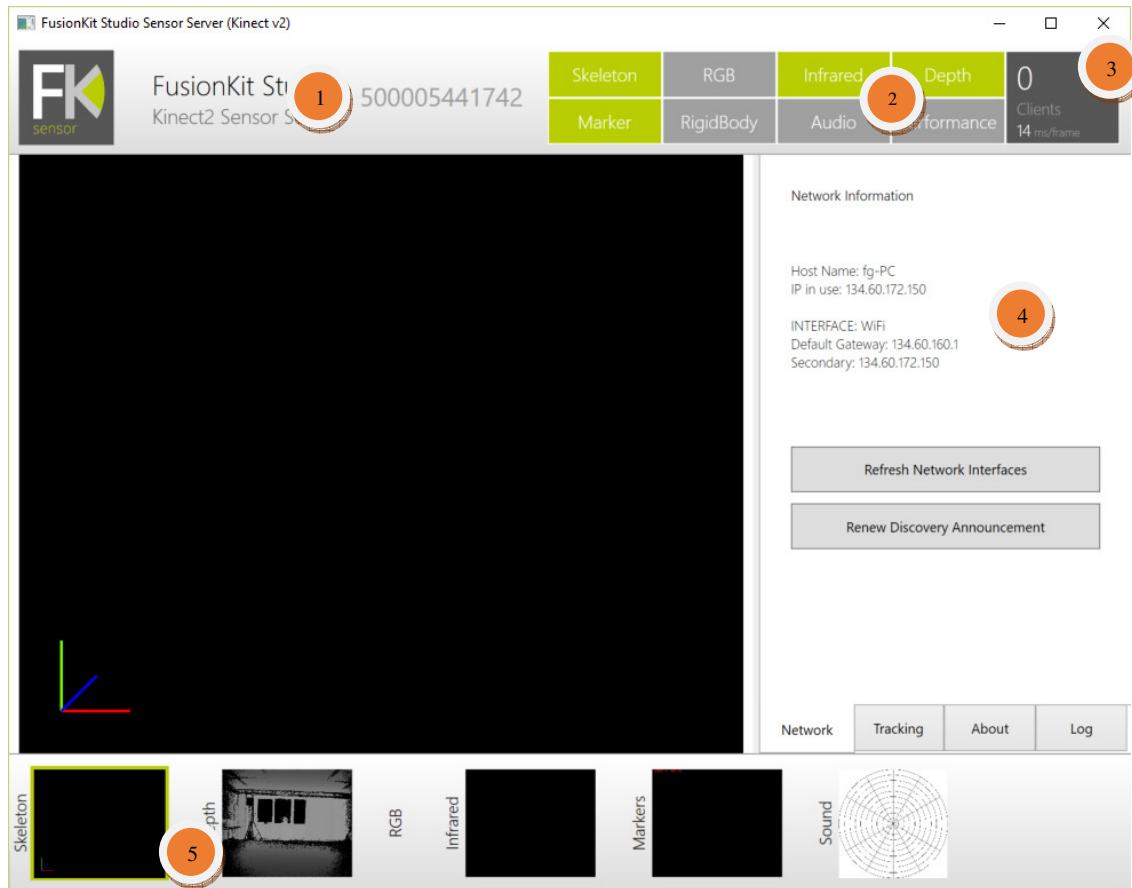 FusionKit Studio Sensor Server (Kinect v2)
FK
sensor
FusionKit
Kinect2 Sensor
1
500005441742
Skeleton
RGB
Infrared
Depth
Marker
RigidBody
Audio
2
0
Clients
14 ms/frame
3
Network Information
Host Name: fg-PC
IP in use: 134.60.172.150
INTERFACE: WiFi
Default Gateway: 134.60.160.1
Secondary: 134.60.172.150
4
Refresh Network Interfaces
Renew Discovery Announcement
Network
Tracking
About
Log
Skeleton
5
RGB
Infrared
Markers
Sound